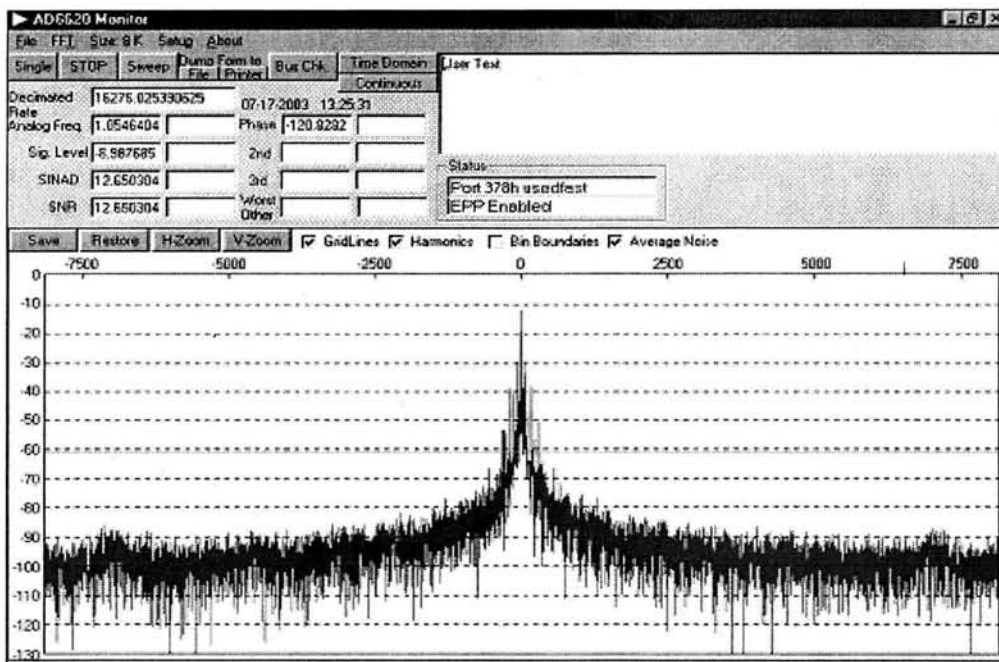 AD6620 Monitor
File FFT Size: 8 K Setup About
Single STOP Sweep Dump Form to File Printer Bus Chk. Time Domain Continuous
User Text
Decimated Rate 16276.025390625 07-17-2003 13:25:31
Analog Freq. 1.0546404 Phase -120.8282
Sig. Level -8.987685 2nd
SINAD 12.650304 3rd
SNR 12.650304 Worst Other
Status
Port 378h usedfast
EPP Enabled
Save Restore H-Zoom V-Zoom GridLines Harmonics Bin Boundaries Average Noise
-7500 -5000 -2500 0 2500 5000 7500
0
-10
-20
-30
-40
-50
-60
-70
-80
-90
-100
-110
-120
-130